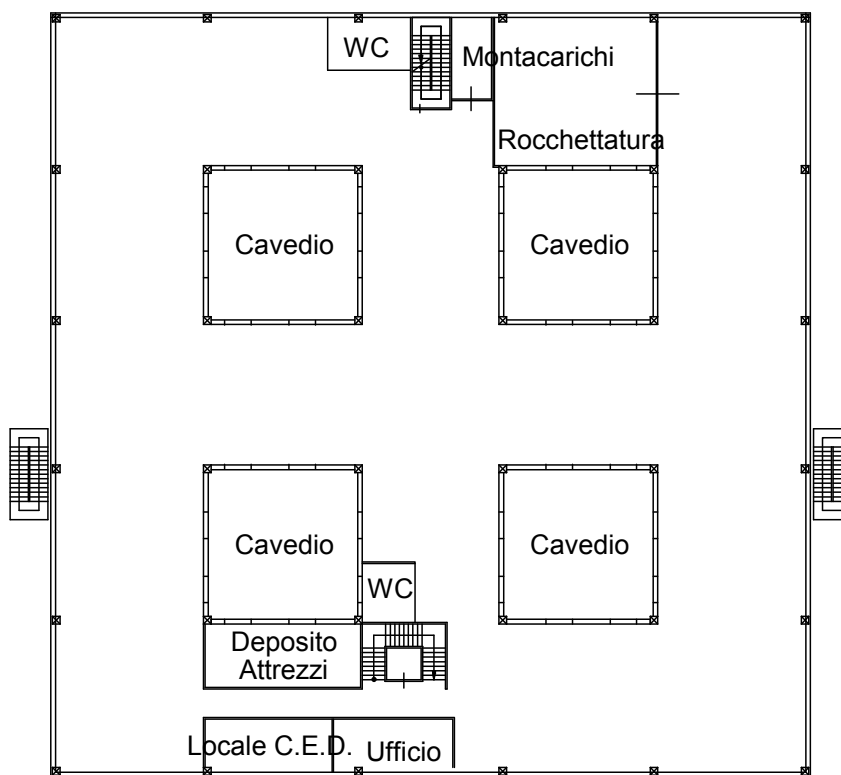 WC
Montacarichi
Rocchettatura
Cavedio
Cavedio
Cavedio
Cavedio
WC
Deposito
Attrezzi
Locale C.E.D.
Ufficio